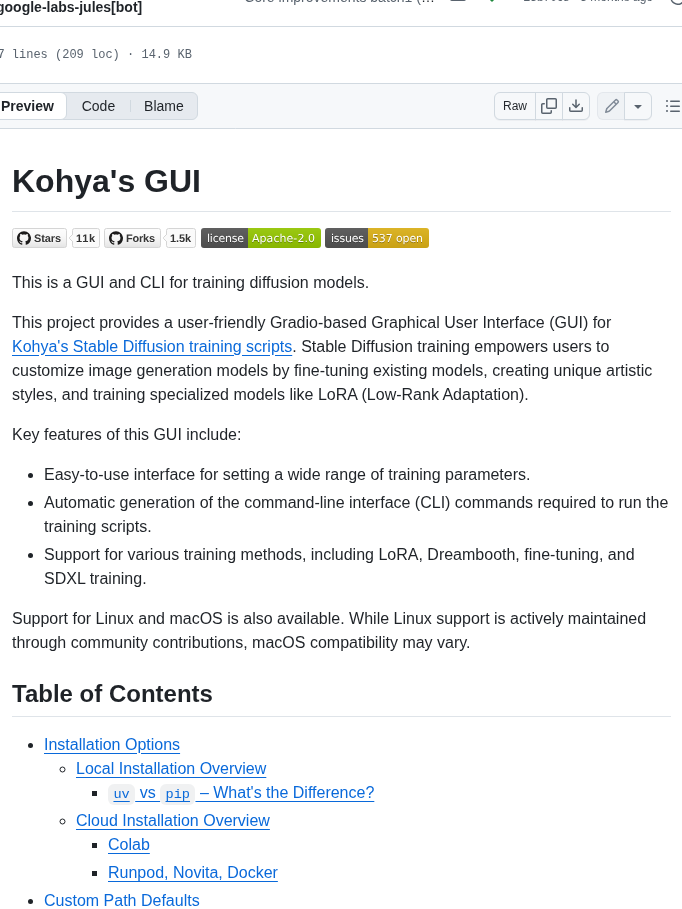 google-labs-jules[bot]
7 lines (209 loc) · 14.9 KB
Preview Code Blame Raw
Kohya's GUI
Stars 11k Forks 1.5k license Apache-2.0 issues 537 open
This is a GUI and CLI for training diffusion models.
This project provides a user-friendly Gradio-based Graphical User Interface (GUI) for
Kohya's Stable Diffusion training scripts. Stable Diffusion training empowers users to
customize image generation models by fine-tuning existing models, creating unique artistic
styles, and training specialized models like LoRA (Low-Rank Adaptation).
Key features of this GUI include:
Easy-to-use interface for setting a wide range of training parameters.
Automatic generation of the command-line interface (CLI) commands required to run the
training scripts.
Support for various training methods, including LoRA, Dreambooth, fine-tuning, and
SDXL training.
Support for Linux and macOS is also available. While Linux support is actively maintained
through community contributions, macOS compatibility may vary.
Table of Contents
Installation Options
Local Installation Overview
uv vs pip – What's the Difference?
Cloud Installation Overview
Colab
Runpod, Novita, Docker
Custom Path Defaults